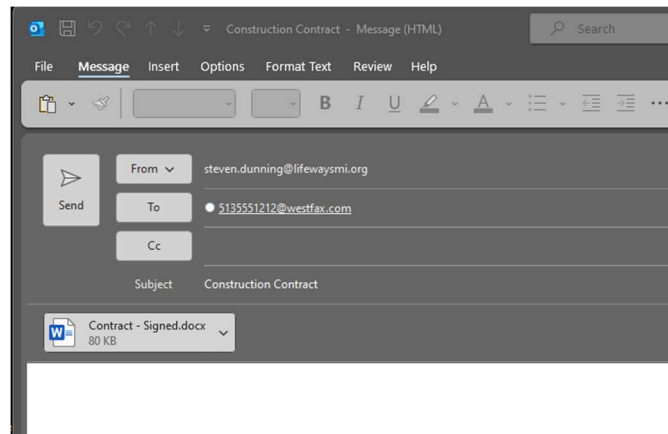 Construction Contract - Message (HTML) Search
File Message Insert Options Format Text Review Help
B I U A
From steven.dunning@lifewaysmi.org
Send To 5135551212@westfax.com
Cc
Subject Construction Contract
W Contract - Signed.docx
80 KB